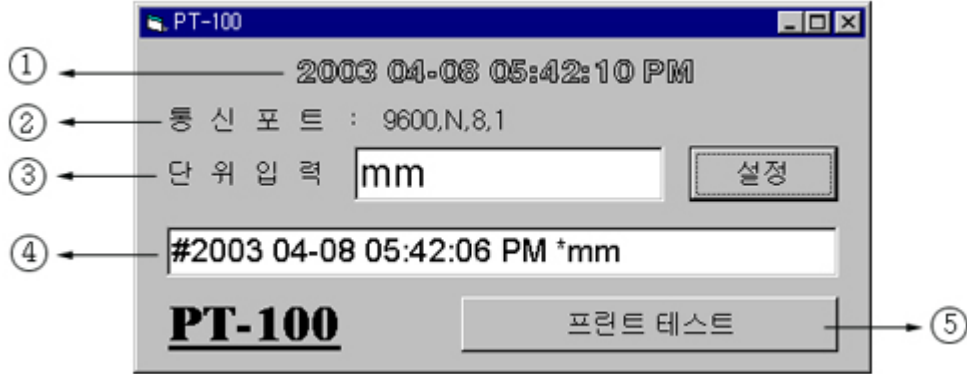 PT-100
① 2003 04-08 05:42:10 PM
② 통 신 포 트 : 9600,N,8,1
③ 단 위 입 력 mm 설정
④ #2003 04-08 05:42:06 PM *mm
PT-100 프린트 테스트 ⑤